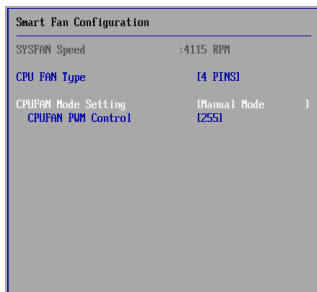 Smart Fan Configuration
SYSFAN Speed :4115 RPM
CPU FAN Type [4 PINS]
CPUFAN Mode Setting [Manual Mode ]
CPUFAN PWM Control [255]